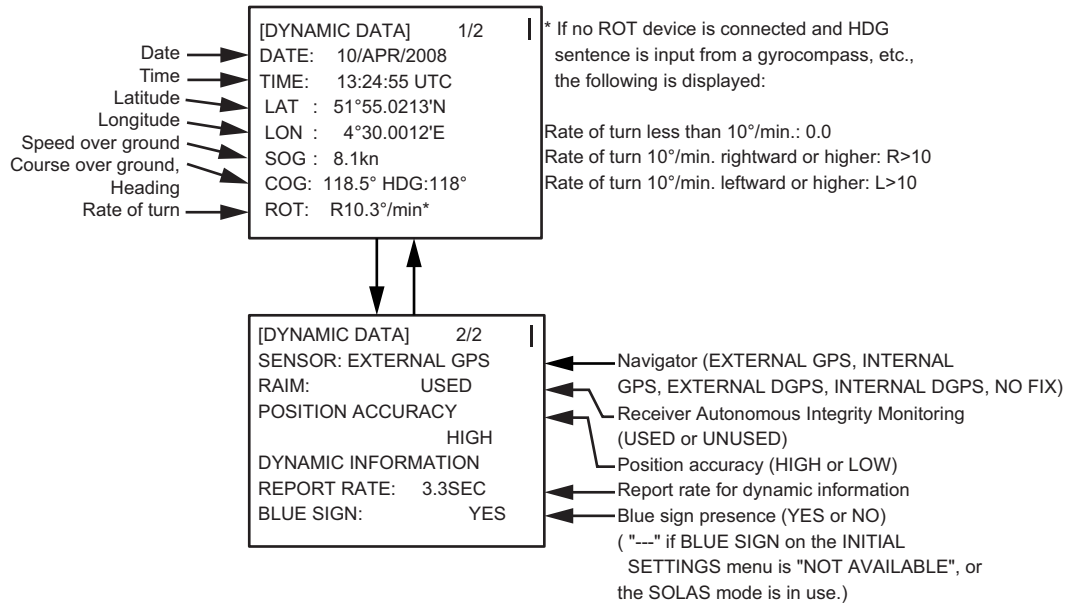 Date
Time
Latitude
Longitude
Speed over ground
Course over ground,
Heading
Rate of turn
[DYNAMIC DATA] 1/2
DATE: 10/APR/2008
TIME: 13:24:55 UTC
LAT : 51°55.0213'N
LON : 4°30.0012'E
SOG : 8.1kn
COG: 118.5° HDG:118°
ROT: R10.3°/min*
* If no ROT device is connected and HDG
sentence is input from a gyrocompass, etc.,
the following is displayed:
Rate of turn less than 10°/min.: 0.0
Rate of turn 10°/min. rightward or higher: R>10
Rate of turn 10°/min. leftward or higher: L>10
[DYNAMIC DATA] 2/2
SENSOR: EXTERNAL GPS
RAIM: USED
POSITION ACCURACY
HIGH
DYNAMIC INFORMATION
REPORT RATE: 3.3SEC
BLUE SIGN: YES
Navigator (EXTERNAL GPS, INTERNAL
GPS, EXTERNAL DGPS, INTERNAL DGPS, NO FIX)
Receiver Autonomous Integrity Monitoring
(USED or UNUSED)
Position accuracy (HIGH or LOW)
Report rate for dynamic information
Blue sign presence (YES or NO)
( "---" if BLUE SIGN on the INITIAL
SETTINGS menu is "NOT AVAILABLE", or
the SOLAS mode is in use.)